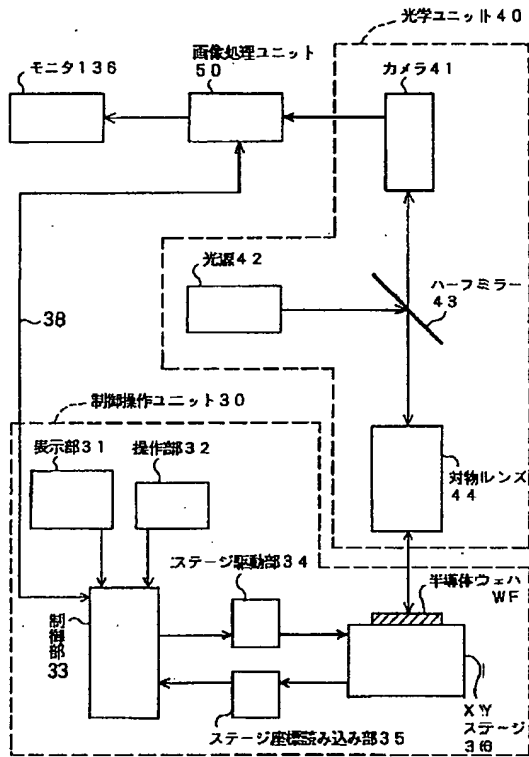 光学ユニット40
モニタ136
画像処理ユニット
50
カメラ41
光源42
ハーフミラー
43
38
制御操作ユニット30
表示部31
操作部32
対物レンズ
44
ステージ駆動部34
半導体ウェハ
WF
制御部
33
ステージ座標読み込み部35
XY
ステージ
36